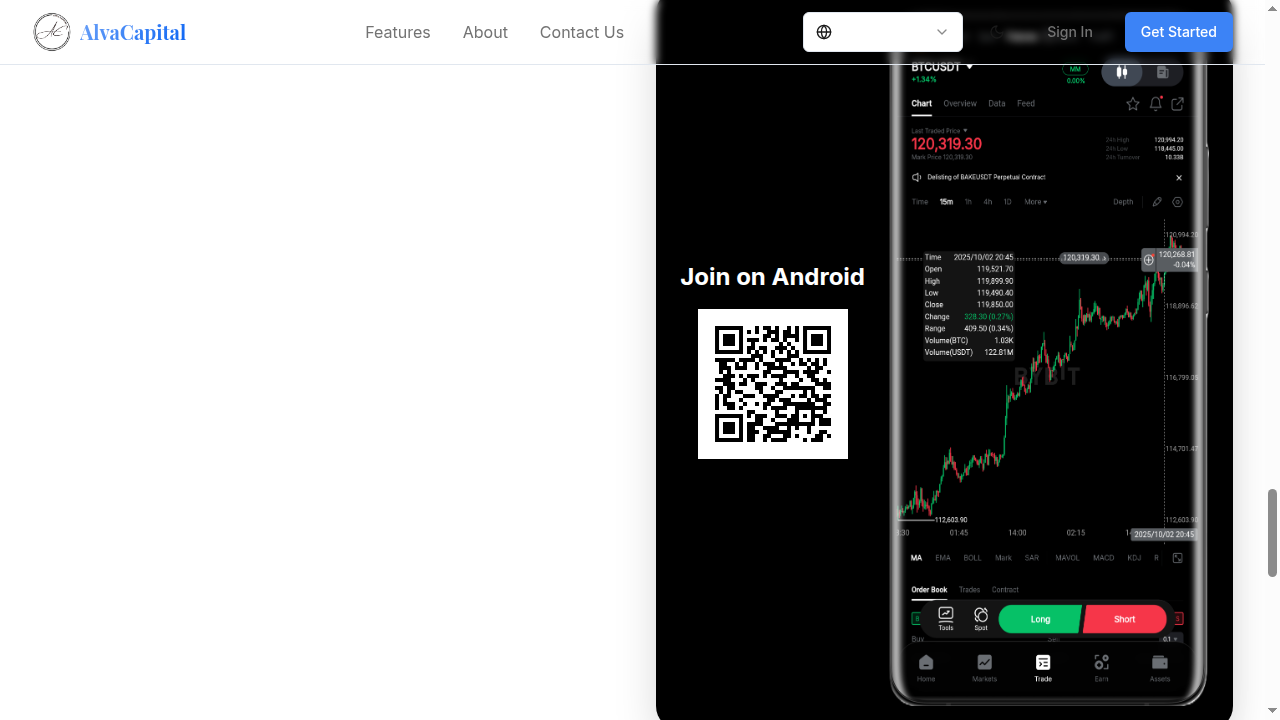 AlvaCapital
Features
About
Contact Us
Sign In
Get Started
Join on Android
BTCUSDT
+1.34%
MM
0.00%
Chart
Overview
Data
Feed
Last Traded Price
120,319.30
Mark Price 120,319.30
24h High 120,994.20
24h Low 118,445.00
24h Turnover 10.33B
Delisting of BAKEUSDT Perpetual Contract
Time
15m
1h
4h
1D
More
Depth
120,994.20
120,319.30
120,268.81
-0.04%
Time 2025/10/02 20:45
Open 119,521.70
High 119,899.90
Low 119,490.40
Close 119,850.00
Change 328.30 (0.27%)
Range 409.50 (0.34%)
Volume(BTC) 1.03K
Volume(USDT) 122.81M
118,896.62
BYBIT
116,799.05
114,701.47
112,603.90
112,603.90
01:45
14:00
02:15
2025/10/02 20:45
MA
EMA
BOLL
Mark
SAR
MAVOL
MACD
KDJ
R
Order Book
Trades
Contract
B
Tools
Spot
Long
Short
S
Buy
Sell
0.1
Home
Markets
Trade
Earn
Assets